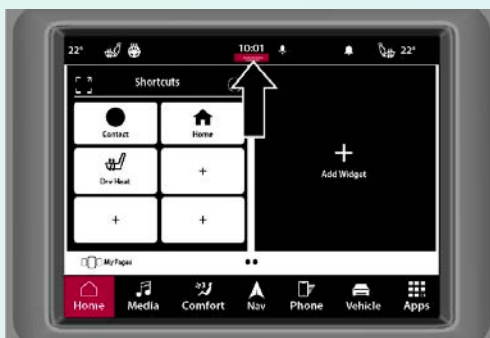 22° 10:01 22°
Shortcuts
Contact Home
Drv Heat +
+ +
+
Add Widget
My Pages
Home Media Comfort Nav Phone Vehicle Apps